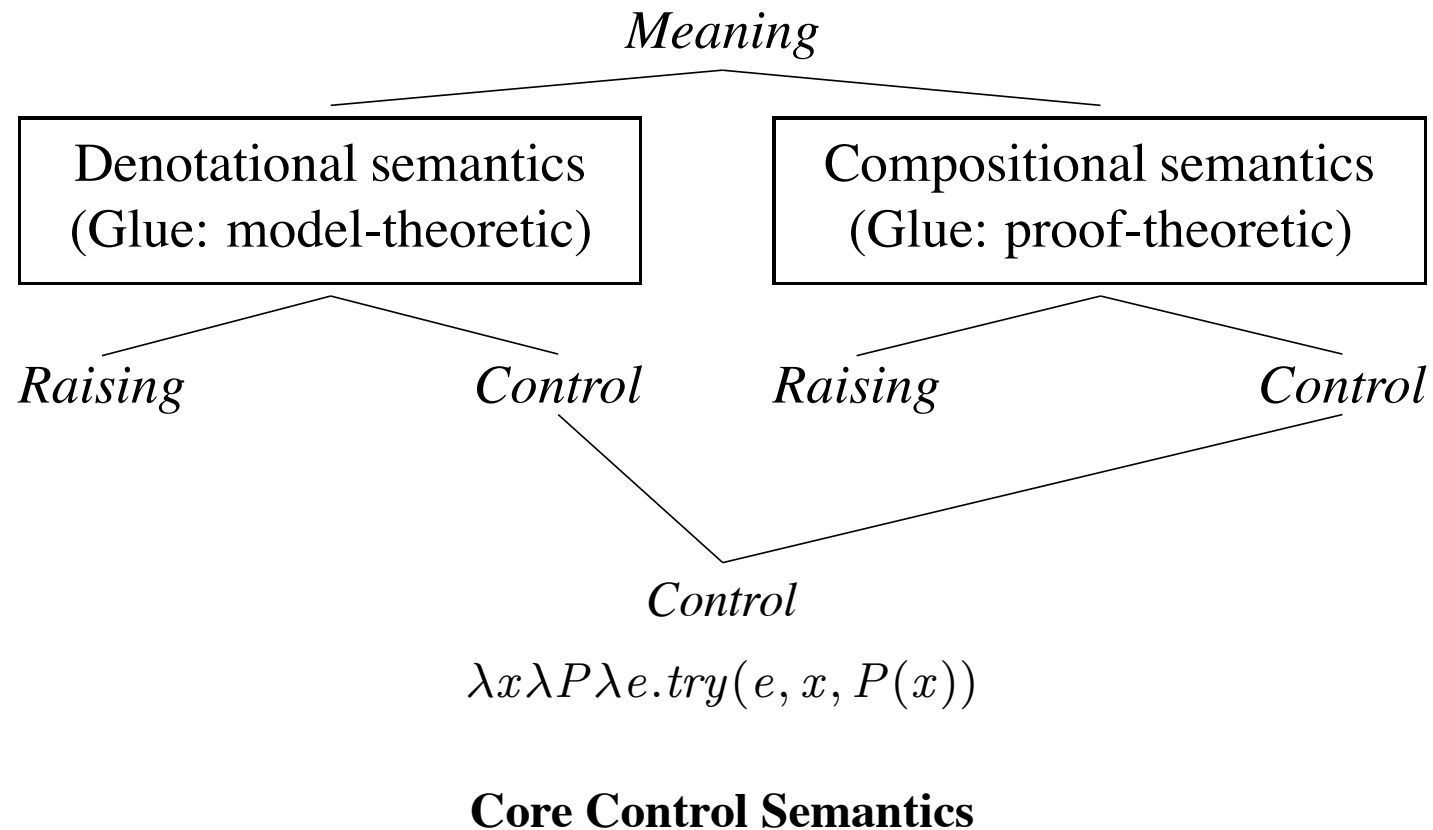 Meaning
Denotational semantics
(Glue: model-theoretic)
Compositional semantics
(Glue: proof-theoretic)
Raising
Control
Raising
Control
Control
λxλPλe.try(e, x, P(x))
Core Control Semantics